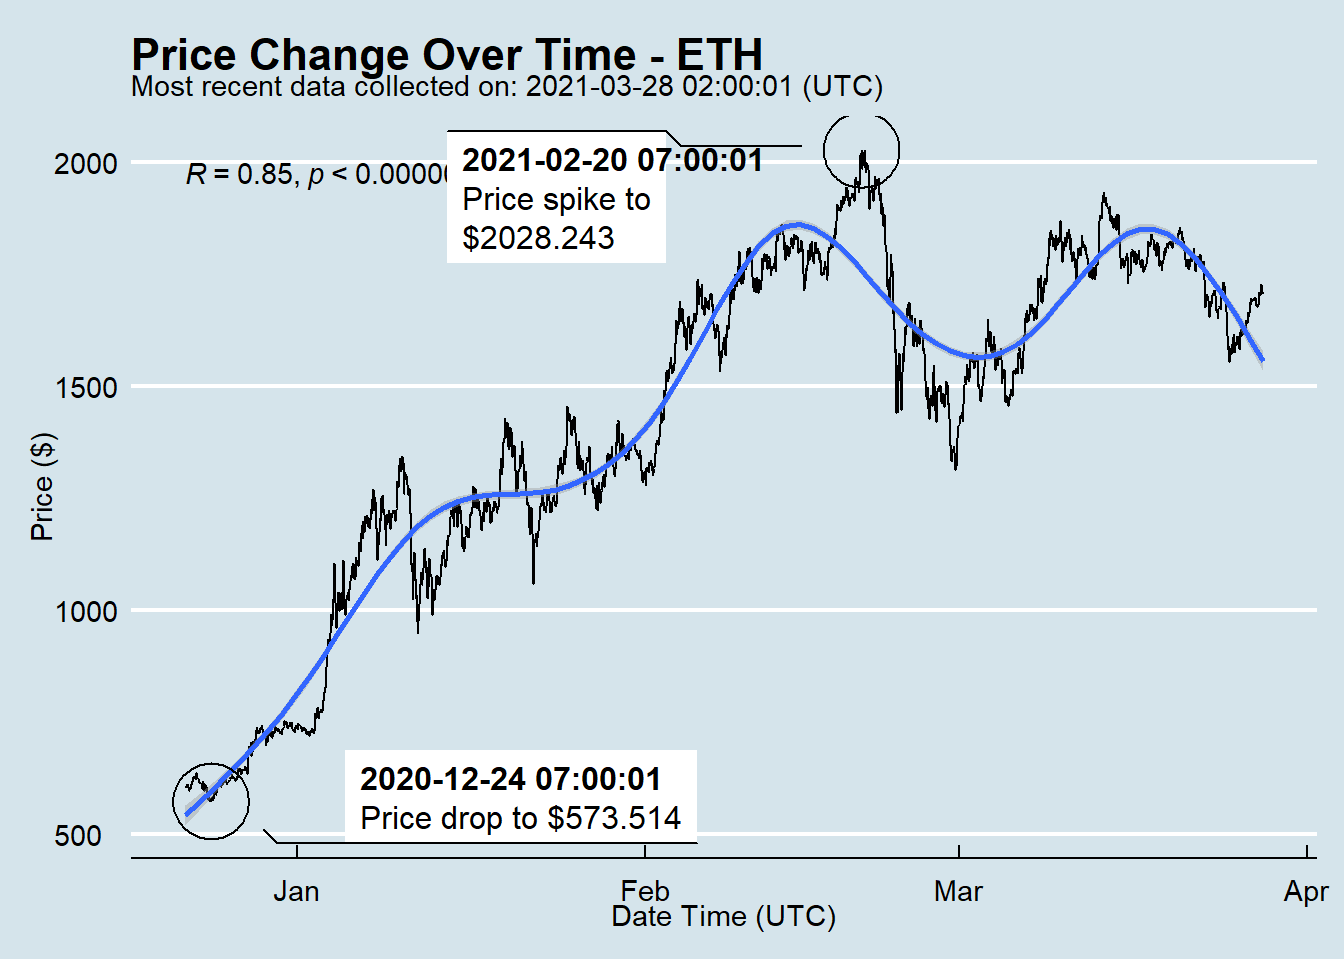 Price Change Over Time - ETH
Most recent data collected on: 2021-03-28 02:00:01 (UTC)
2000
R = 0.85, p < 0.0000
2021-02-20 07:00:01
Price spike to
$2028.243
1500
Price ($)
1000
2020-12-24 07:00:01
Price drop to $573.514
500
Jan
Feb
Mar
Apr
Date Time (UTC)